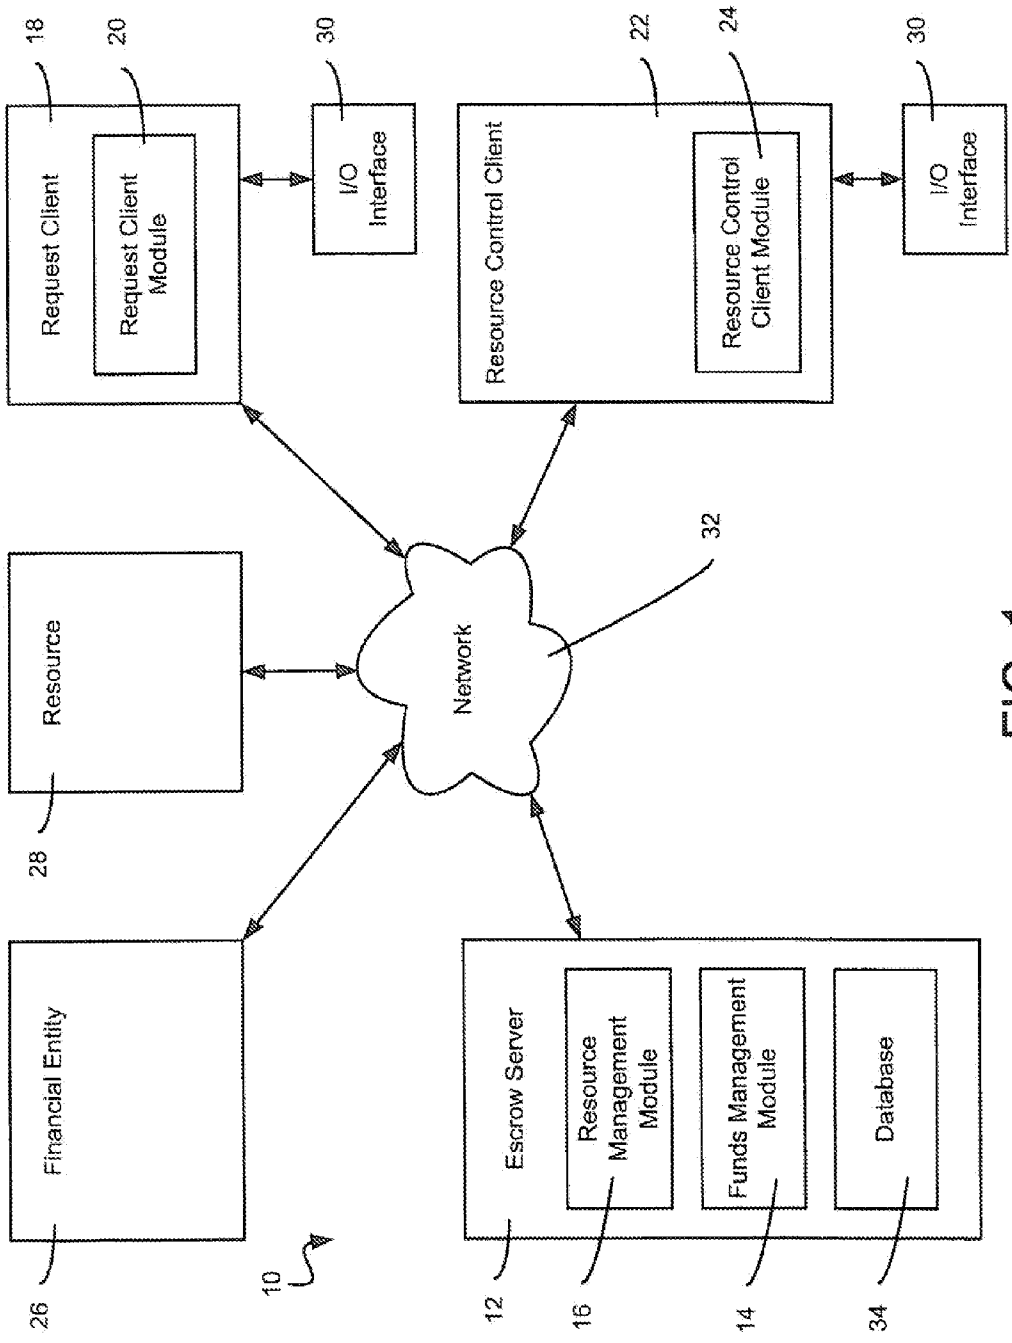 26
Financial Entity
28
Resource
18
Request Client
20
Request Client
Module
30
I/O
Interface
10
Network
32
12
Escrow Server
16
Resource
Management
Module
14
Funds Management
Module
34
Database
22
Resource Control Client
24
Resource Control
Client Module
30
I/O
Interface